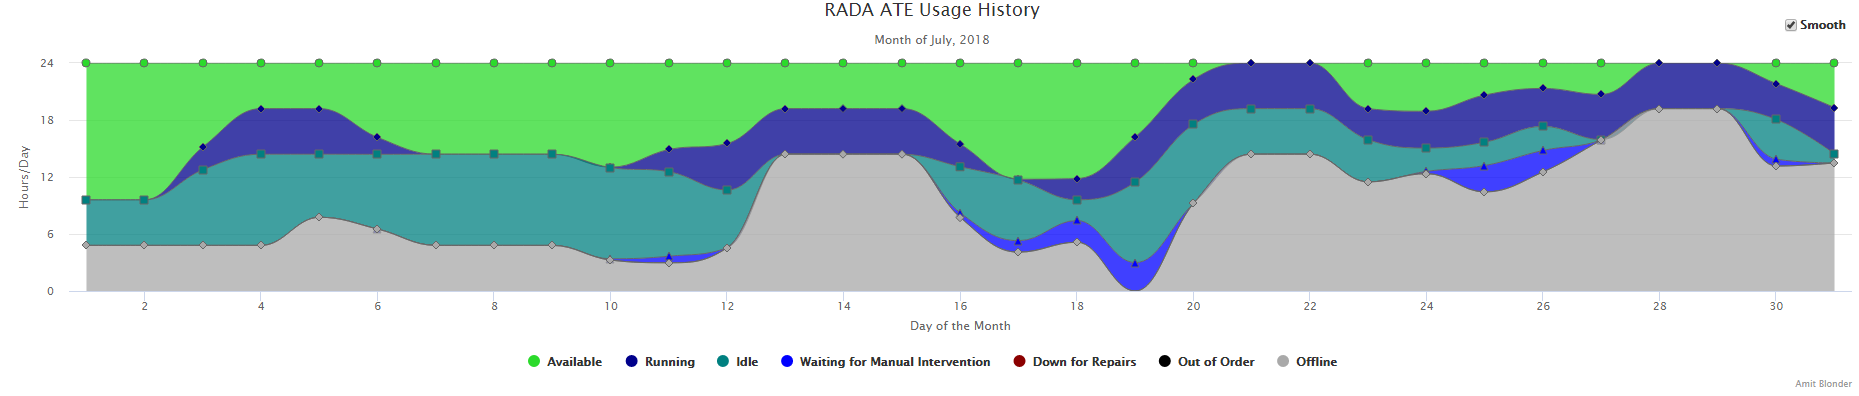 RADA ATE Usage History
Smooth
Month of July, 2018
24
18
12
6
0
Hours/Day
2 4 6 8 10 12 14 16 18 20 22 24 26 28 30
Day of the Month
Available Running Idle Waiting for Manual Intervention Down for Repairs Out of Order Offline
Amit Blonder